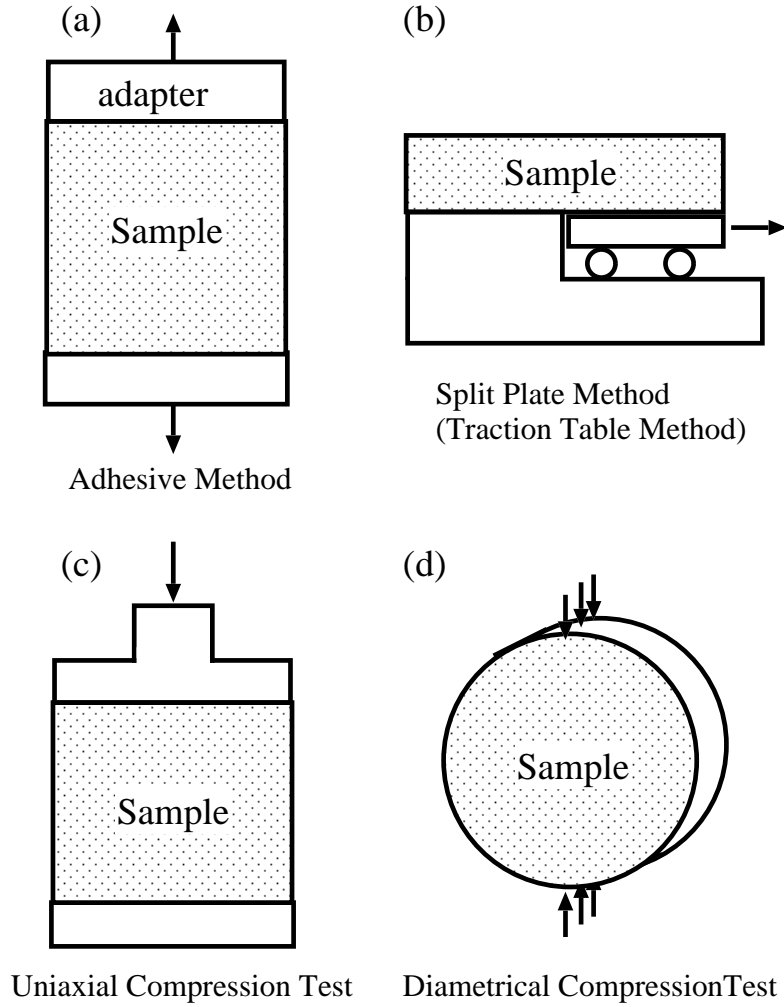 (a)
adapter
Sample
Adhesive Method
(b)
Sample
Split Plate Method
(Traction Table Method)
(c)
Sample
Uniaxial Compression Test
(d)
Sample
Diametrical CompressionTest